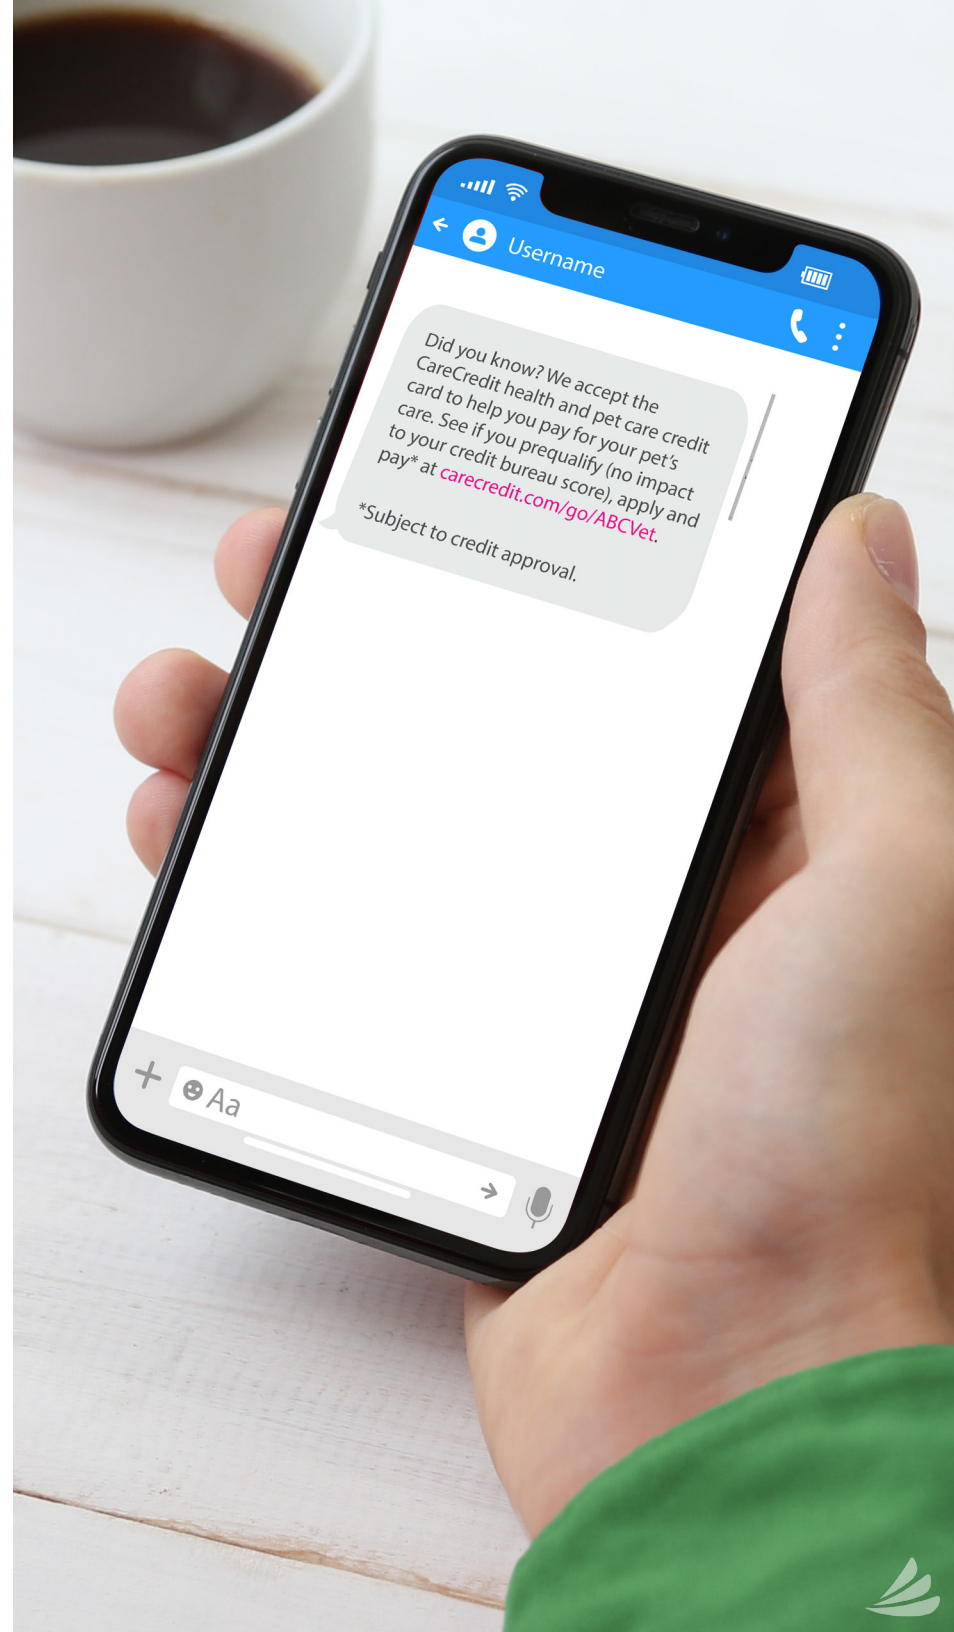 Username
Did you know? We accept the
CareCredit health and pet care credit
card to help you pay for your pet's
care. See if you prequalify (no impact
to your credit bureau score), apply and
pay* at carecredit.com/go/ABCVet.
*Subject to credit approval.
Aa